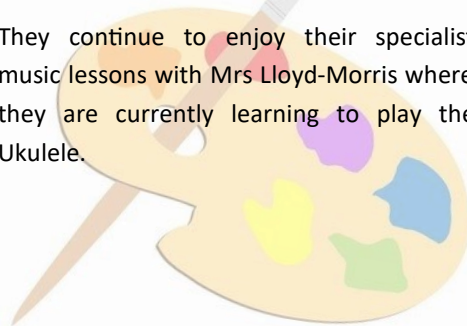 They continue to enjoy their specialist
music lessons with Mrs Lloyd-Morris where
they are currently learning to play the
Ukulele.